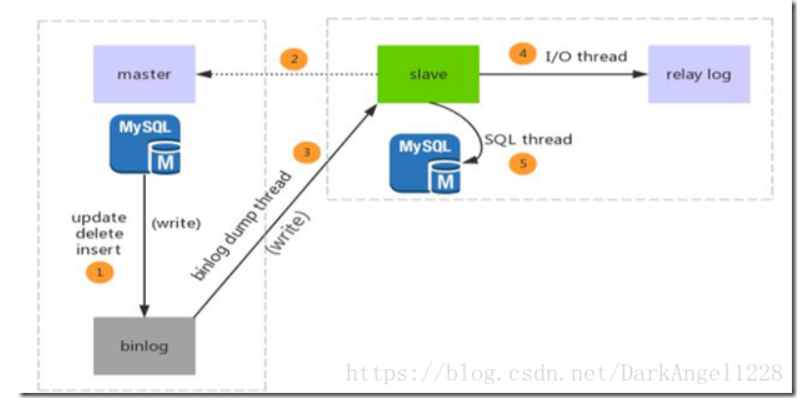 master
2
slave
4
I/O thread
relay log
MySQL
M
3
MySQL
M
SQL thread
5
update
delete
insert
(write)
1
binlog dump thread
(write)
binlog
https://blog.csdn.net/DarkAngel1228